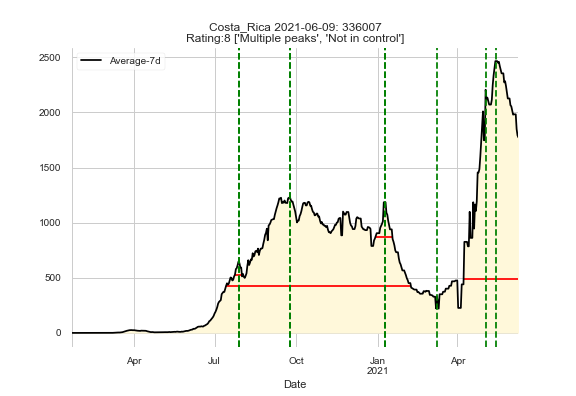 Costa_Rica 2021-06-09: 336007
Rating:8 ['Multiple peaks', 'Not in control']
Average-7d
2500
2000
1500
1000
500
0
Apr Jul Oct Jan Apr
2021
Date